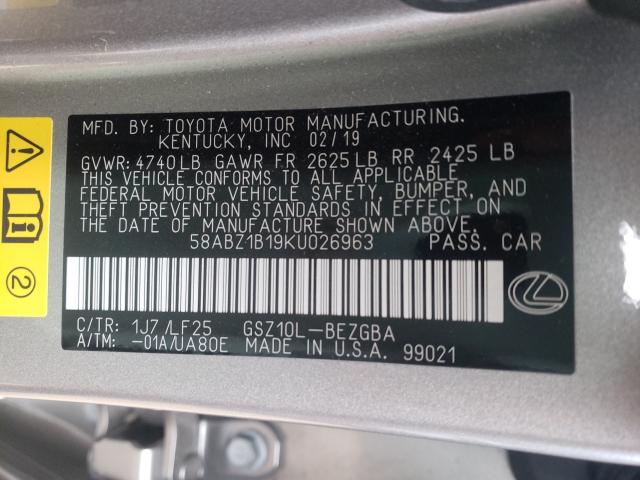 MFD. BY: TOYOTA MOTOR MANUFACTURING.
KENTUCKY, INC 02/19
GVWR: 4740LB GAWR FR 2625LB RR 2425 LB
THIS VEHICLE CONFORMS TO ALL APPLICABLE
FEDERAL MOTOR VEHICLE SAFETY, BUMPER, AND
THEFT PREVENTION STANDARDS IN EFFECT ON
THE DATE OF MANUFACTURE SHOWN ABOVE.
58ABZ1B19KU026963 PASS. CAR
C/TR: 1J7/LF25 GSZ10L-BEZGBA
A/TM: -01A/UA80E MADE IN U.S.A. 99021
2